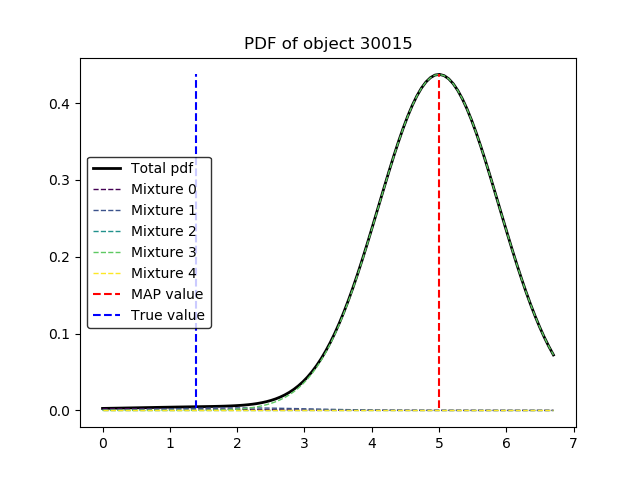 PDF of object 30015
0.4
0.3
0.2
0.1
0.0
Total pdf
Mixture 0
Mixture 1
Mixture 2
Mixture 3
Mixture 4
MAP value
True value
0 1 2 3 4 5 6 7